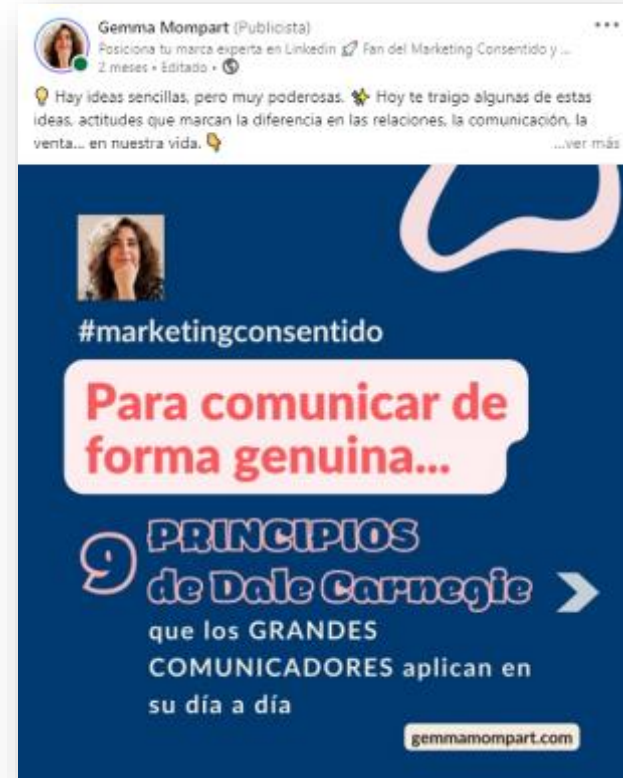 Gemma Mompart (Publicista)
Posiciona tu marca experta en Linkedin 🚀 Fan del Marketing Consentido y ...
2 meses • Editado •
💡 Hay ideas sencillas, pero muy poderosas. ✨ Hoy te traigo algunas de estas
ideas, actitudes que marcan la diferencia en las relaciones, la comunicación, la
venta... en nuestra vida. 👇 ...ver más
#marketingconsentido
Para comunicar de
forma genuina...
9 PRINCIPIOS
de Dale Carnegie
que los GRANDES
COMUNICADORES aplican en
su día a día
gemmamompart.com